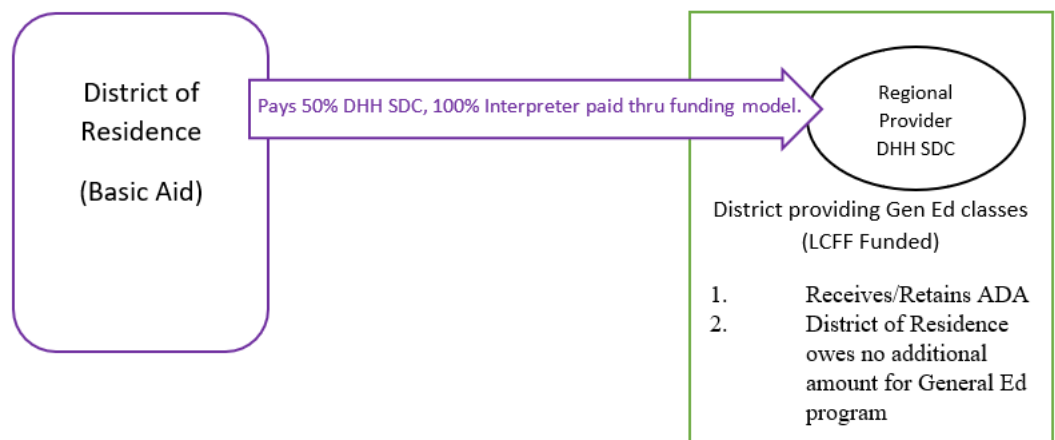 District of
Residence
(Basic Aid)
Pays 50% DHH SDC, 100% Interpreter paid thru funding model.
Regional
Provider
DHH SDC
District providing Gen Ed classes
(LCFF Funded)
1. Receives/Retains ADA
2. District of Residence
owes no additional
amount for General Ed
program